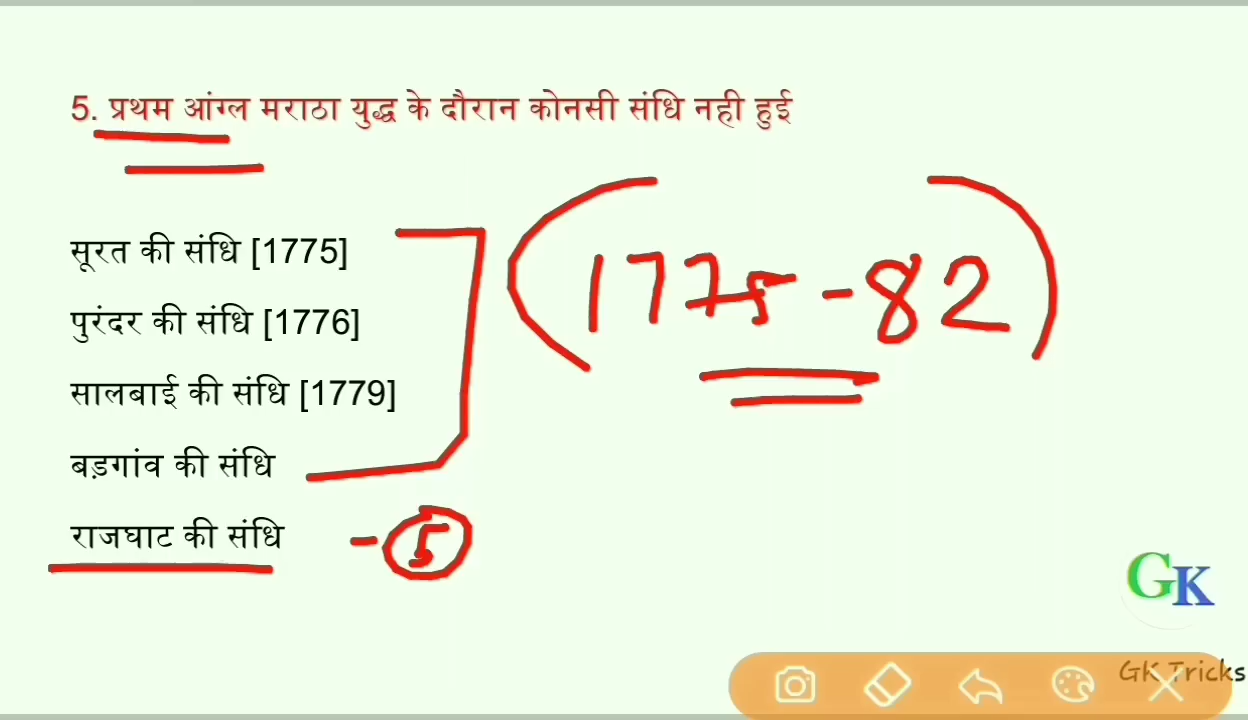 5. प्रथम आंग्ल मराठा युद्ध के दौरान कोनसी संधि नही हुई
सूरत की संधि [1775]
(1775-82)
पुरंदर की संधि [1776]
सालबाई की संधि [1779]
बड़गांव की संधि
राजघाट की संधि - 5
GK
GK Tricks